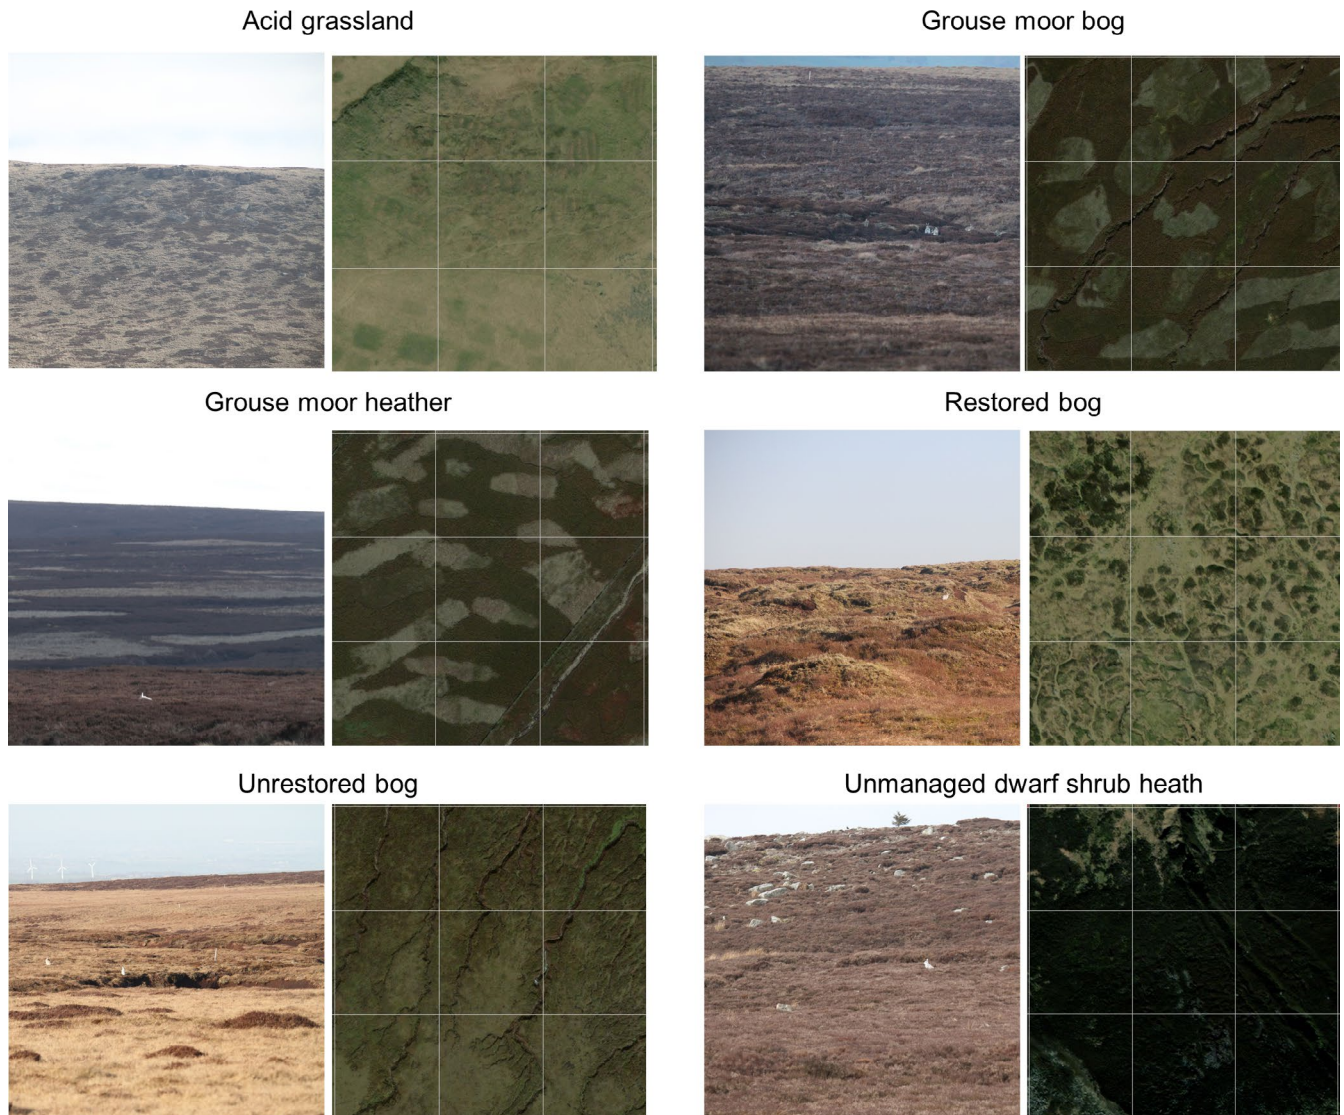 Acid grassland
Grouse moor bog
Grouse moor heather
Restored bog
Unrestored bog
Unmanaged dwarf shrub heath